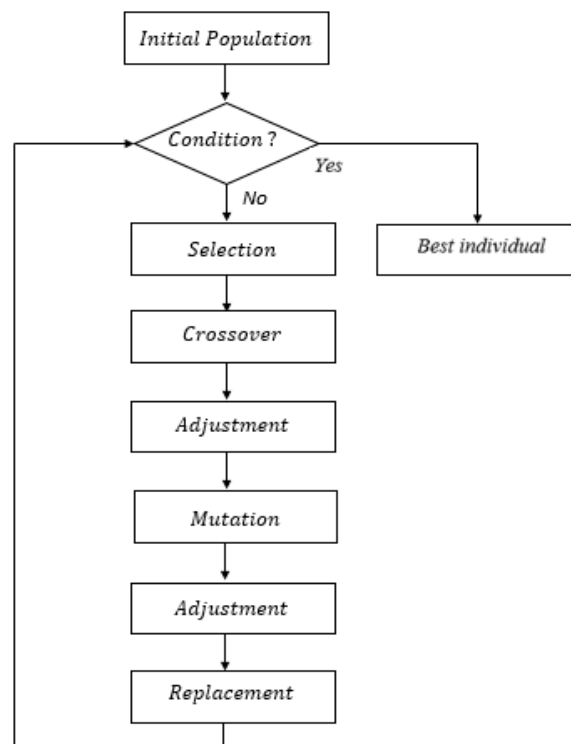 Initial Population
Condition ?
Yes
No
Selection
Best individual
Crossover
Adjustment
Mutation
Adjustment
Replacement